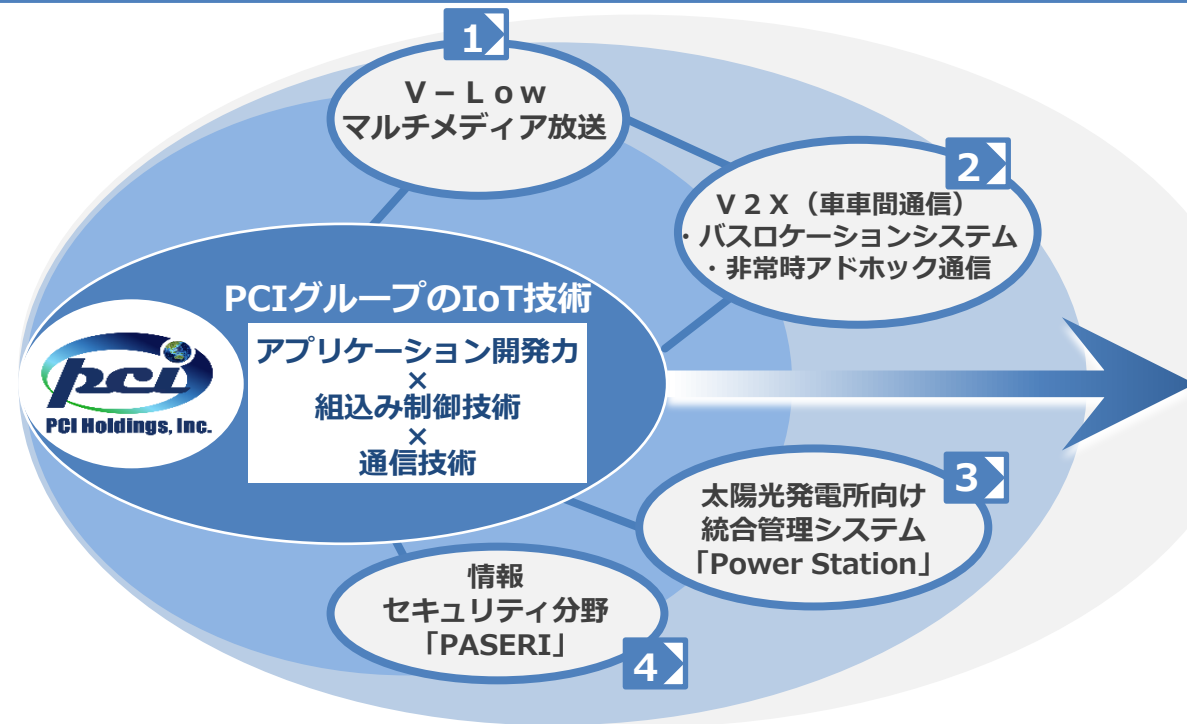 1
Ｖ－Ｌｏｗ
マルチメディア放送
2
Ｖ２Ｘ（車車間通信）
・バスロケーションシステム
・非常時アドホック通信
PCIグループのIoT技術
アプリケーション開発力
×
組込み制御技術
×
通信技術
pci
PCI Holdings, Inc.
3
太陽光発電所向け
統合管理システム
「Power Station」
情報
セキュリティ分野
「PASERI」
4